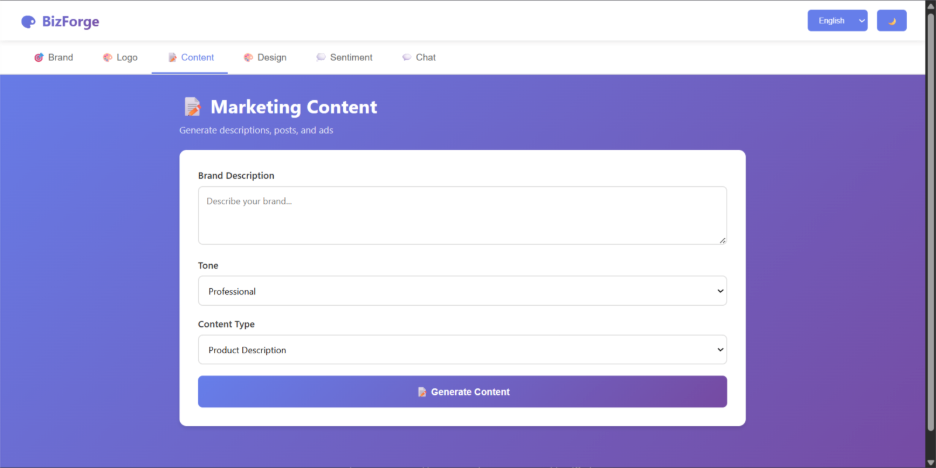 BizForge
English
Brand
Logo
Content
Design
Sentiment
Chat
Marketing Content
Generate descriptions, posts, and ads
Brand Description
Describe your brand...
Tone
Professional
Content Type
Product Description
Generate Content